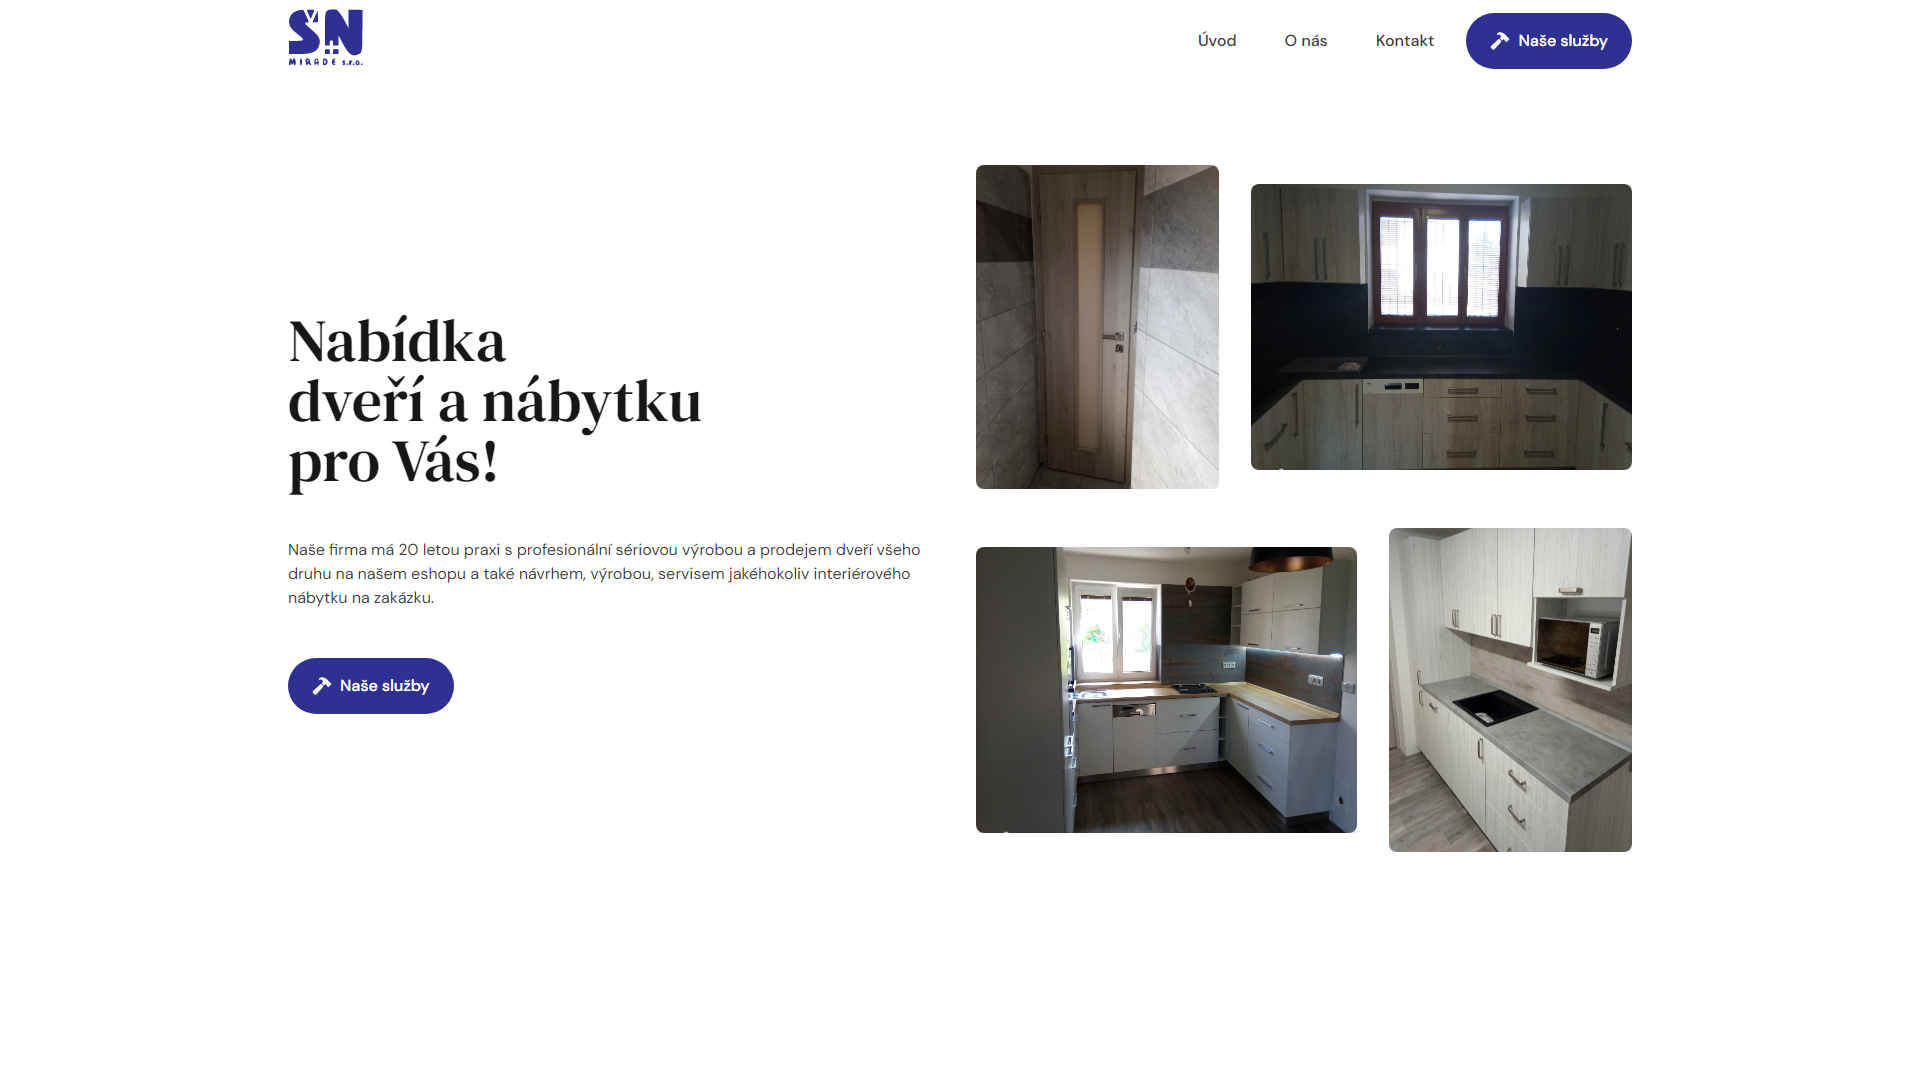 ŠN
MIRADE s.r.o.
Úvod
O nás
Kontakt
Naše služby
Nabídka
dveří a nábytku
pro Vás!
Naše firma má 20 letou praxi s profesionální sériovou výrobou a prodejem dveří všeho
druhu na našem eshopu a také návrhem, výrobou, servisem jakéhokoliv interiérového
nábytku na zakázku.
Naše služby